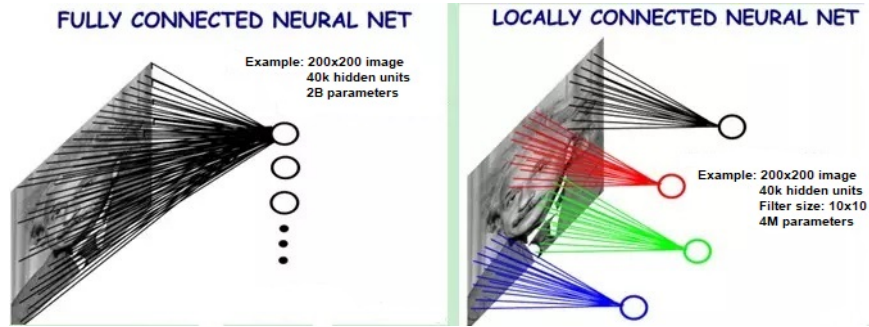 FULLY CONNECTED NEURAL NET
Example: 200x200 image
40k hidden units
2B parameters
LOCALLY CONNECTED NEURAL NET
Example: 200x200 image
40k hidden units
Filter size: 10x10
4M parameters